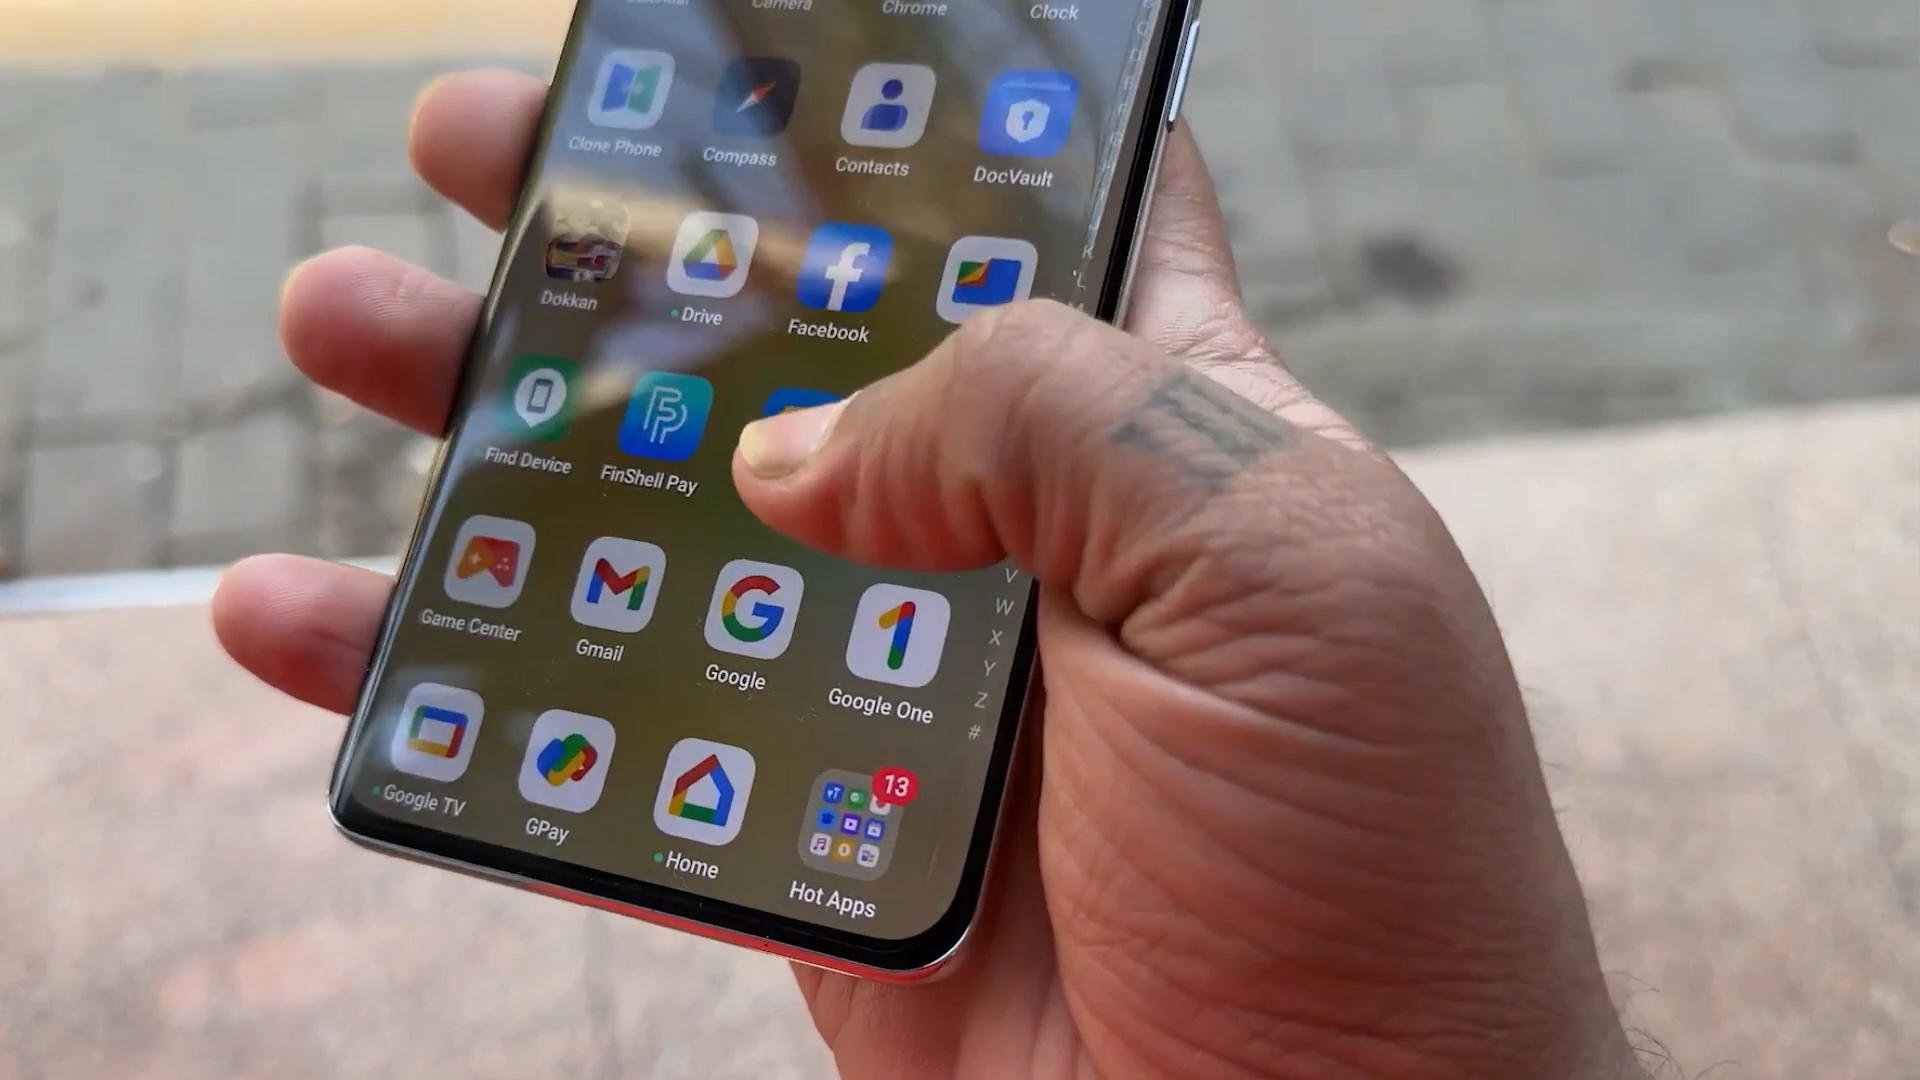 Camera
Chrome
Clock
Clone Phone
Compass
Contacts
DocVault
Dokkan
Drive
Facebook
Find Device
FinShell Pay
Game Center
Gmail
Google
Google One
Google TV
GPay
Home
Hot Apps
13
K
L
M
V
W
X
Y
Z
#